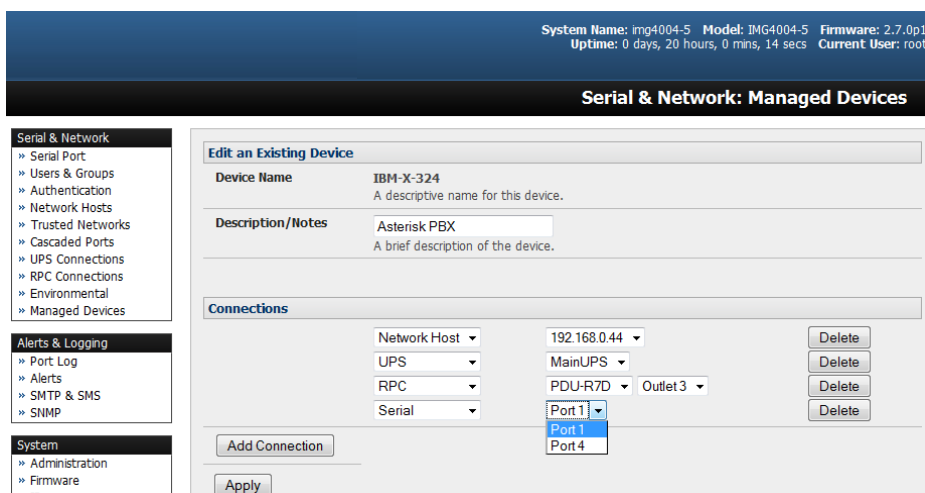 System Name: img4004-5 Model: IMG4004-5 Firmware: 2.7.0p1
Uptime: 0 days, 20 hours, 0 mins, 14 secs Current User: root
Serial & Network: Managed Devices
Serial & Network
» Serial Port
» Users & Groups
» Authentication
» Network Hosts
» Trusted Networks
» Cascaded Ports
» UPS Connections
» RPC Connections
» Environmental
» Managed Devices
Alerts & Logging
» Port Log
» Alerts
» SMTP & SMS
» SNMP
System
» Administration
» Firmware
Edit an Existing Device
Device Name IBM-X-324
A descriptive name for this device.
Description/Notes Asterisk PBX
A brief description of the device.
Connections
Network Host 192.168.0.44 Delete
UPS MainUPS Delete
RPC PDU-R7D Outlet 3 Delete
Serial Port 1 Delete
Port 1
Port 4
Add Connection
Apply